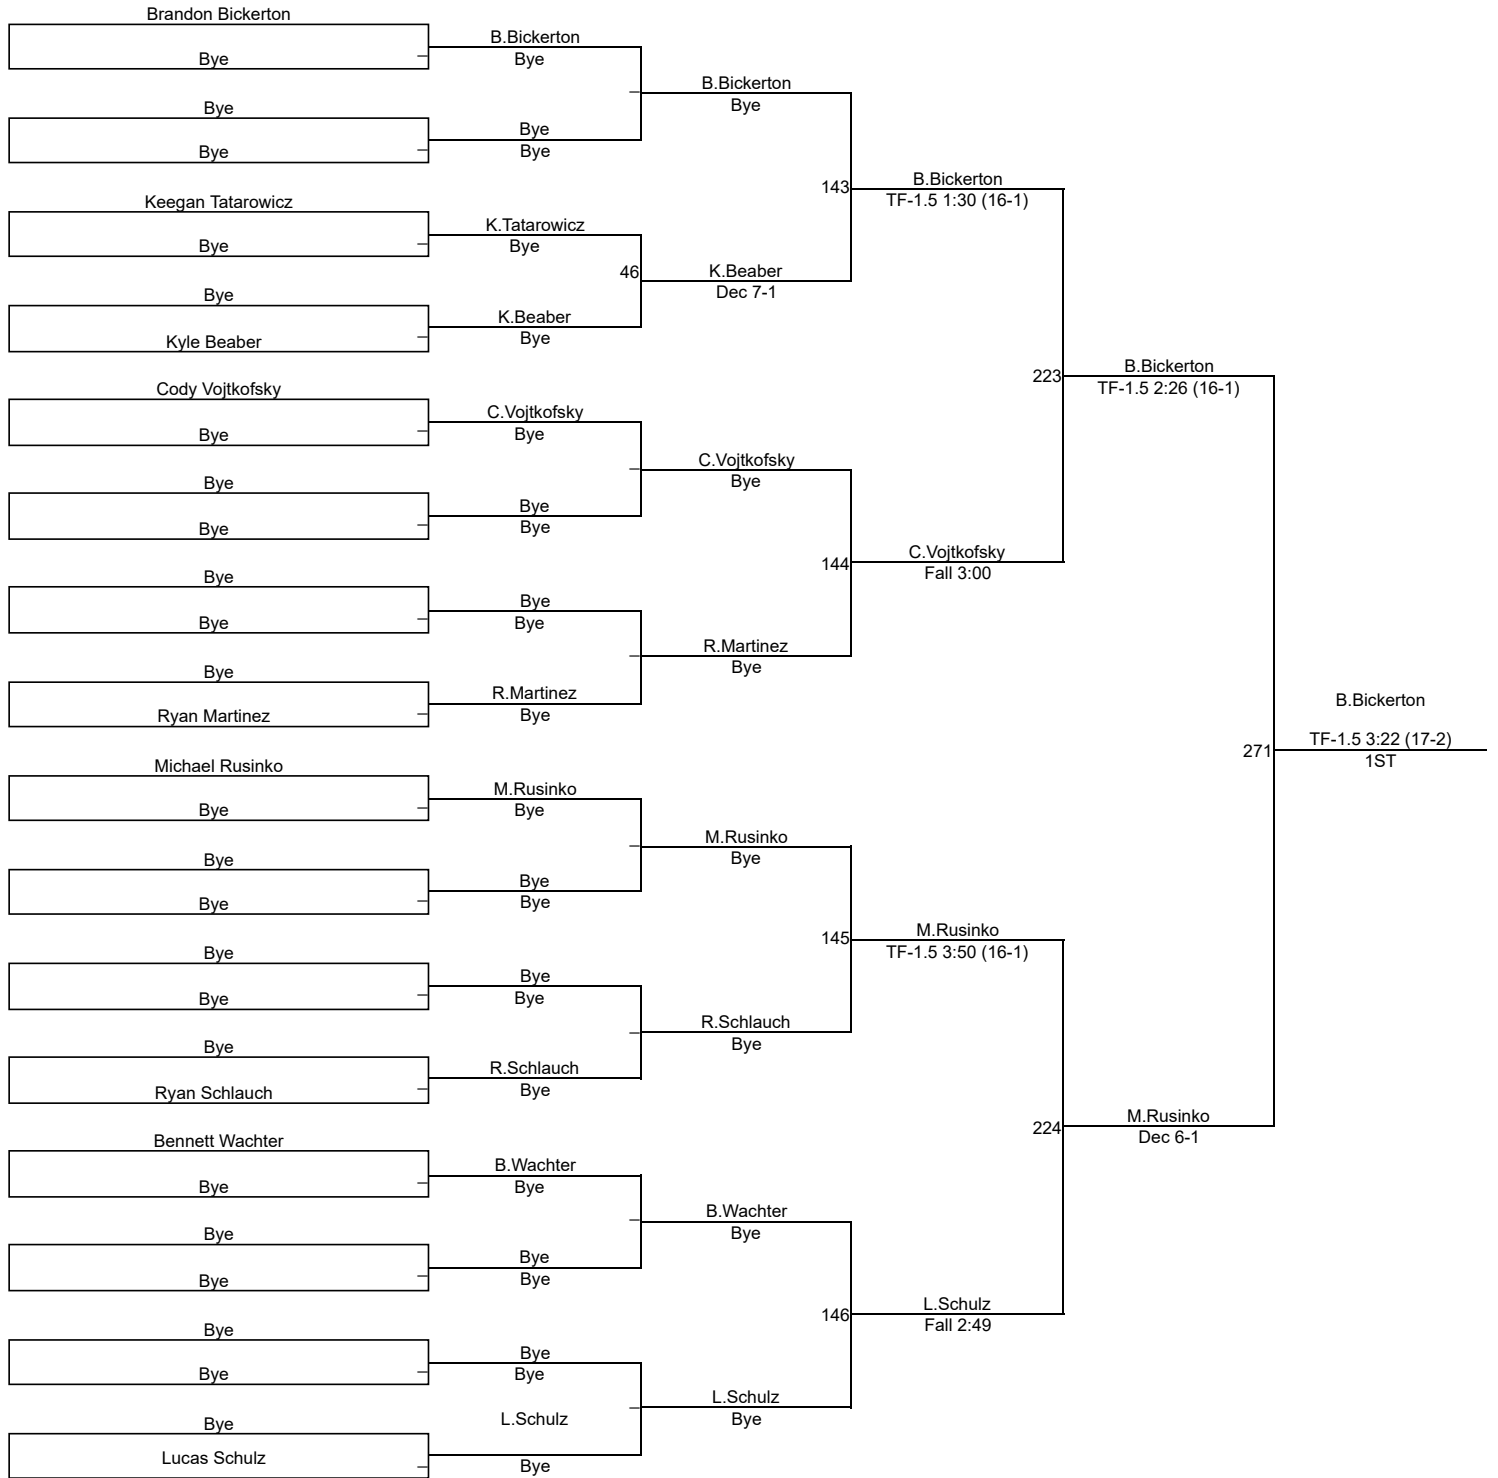 Brandon Bickerton
Bye
Bye
Bye
Keegan Tatarowicz
Bye
Bye
Kyle Beaber
Cody Vojtkofsky
Bye
Bye
Bye
Bye
Bye
Bye
Ryan Martinez
Michael Rusinko
Bye
Bye
Bye
Bye
Bye
Bye
Ryan Schlauch
Bennett Wachter
Bye
Bye
Bye
Bye
Bye
Bye
Lucas Schulz
B.Bickerton
Bye
Bye
Bye
K.Tatarowicz
Bye
46
K.Beaber
Bye
C.Vojtkofsky
Bye
Bye
Bye
Bye
Bye
R.Martinez
Bye
M.Rusinko
Bye
Bye
Bye
Bye
Bye
R.Schlauch
Bye
B.Wachter
Bye
Bye
Bye
Bye
Bye
L.Schulz
Bye
B.Bickerton
Bye
143
K.Beaber
Dec 7-1
C.Vojtkofsky
Bye
144
R.Martinez
Bye
M.Rusinko
Bye
145
R.Schlauch
Bye
B.Wachter
Bye
146
L.Schulz
Bye
B.Bickerton
TF-1.5 1:30 (16-1)
223
C.Vojtkofsky
Fall 3:00
M.Rusinko
TF-1.5 3:50 (16-1)
224
L.Schulz
Fall 2:49
B.Bickerton
TF-1.5 2:26 (16-1)
271
M.Rusinko
Dec 6-1
B.Bickerton
TF-1.5 3:22 (17-2)
1ST